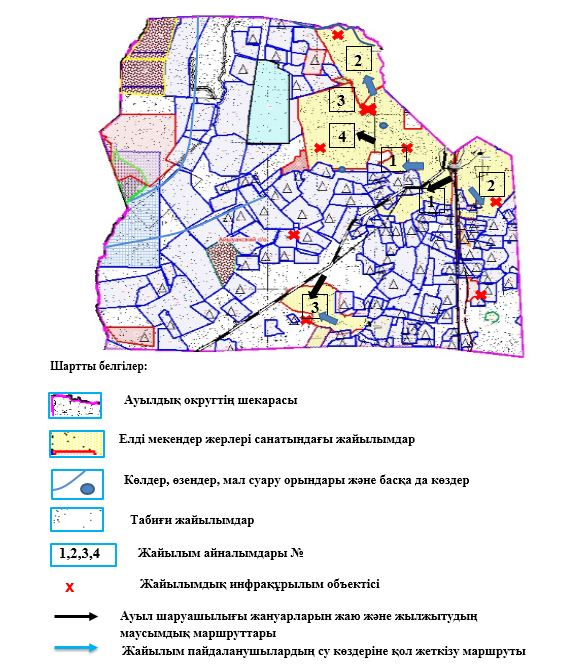 2
3
4
1
2
1
3
Шартты белгілер:
Ауылдық округтің шекарасы
Елді мекендер жерлері санатындағы жайылымдар
Көлдер, өзендер, мал суару орындары және басқа да көздер
Табиғи жайылымдар
1,2,3,4 Жайылым айналымдары №
Х Жайылымдық инфрақұрылым объектісі
Ауыл шаруашылығы жануарларын жаю және жылжытудың
маусымдық маршруттары
Жайылым пайдаланушылардың су көздеріне қол жеткізу маршруты